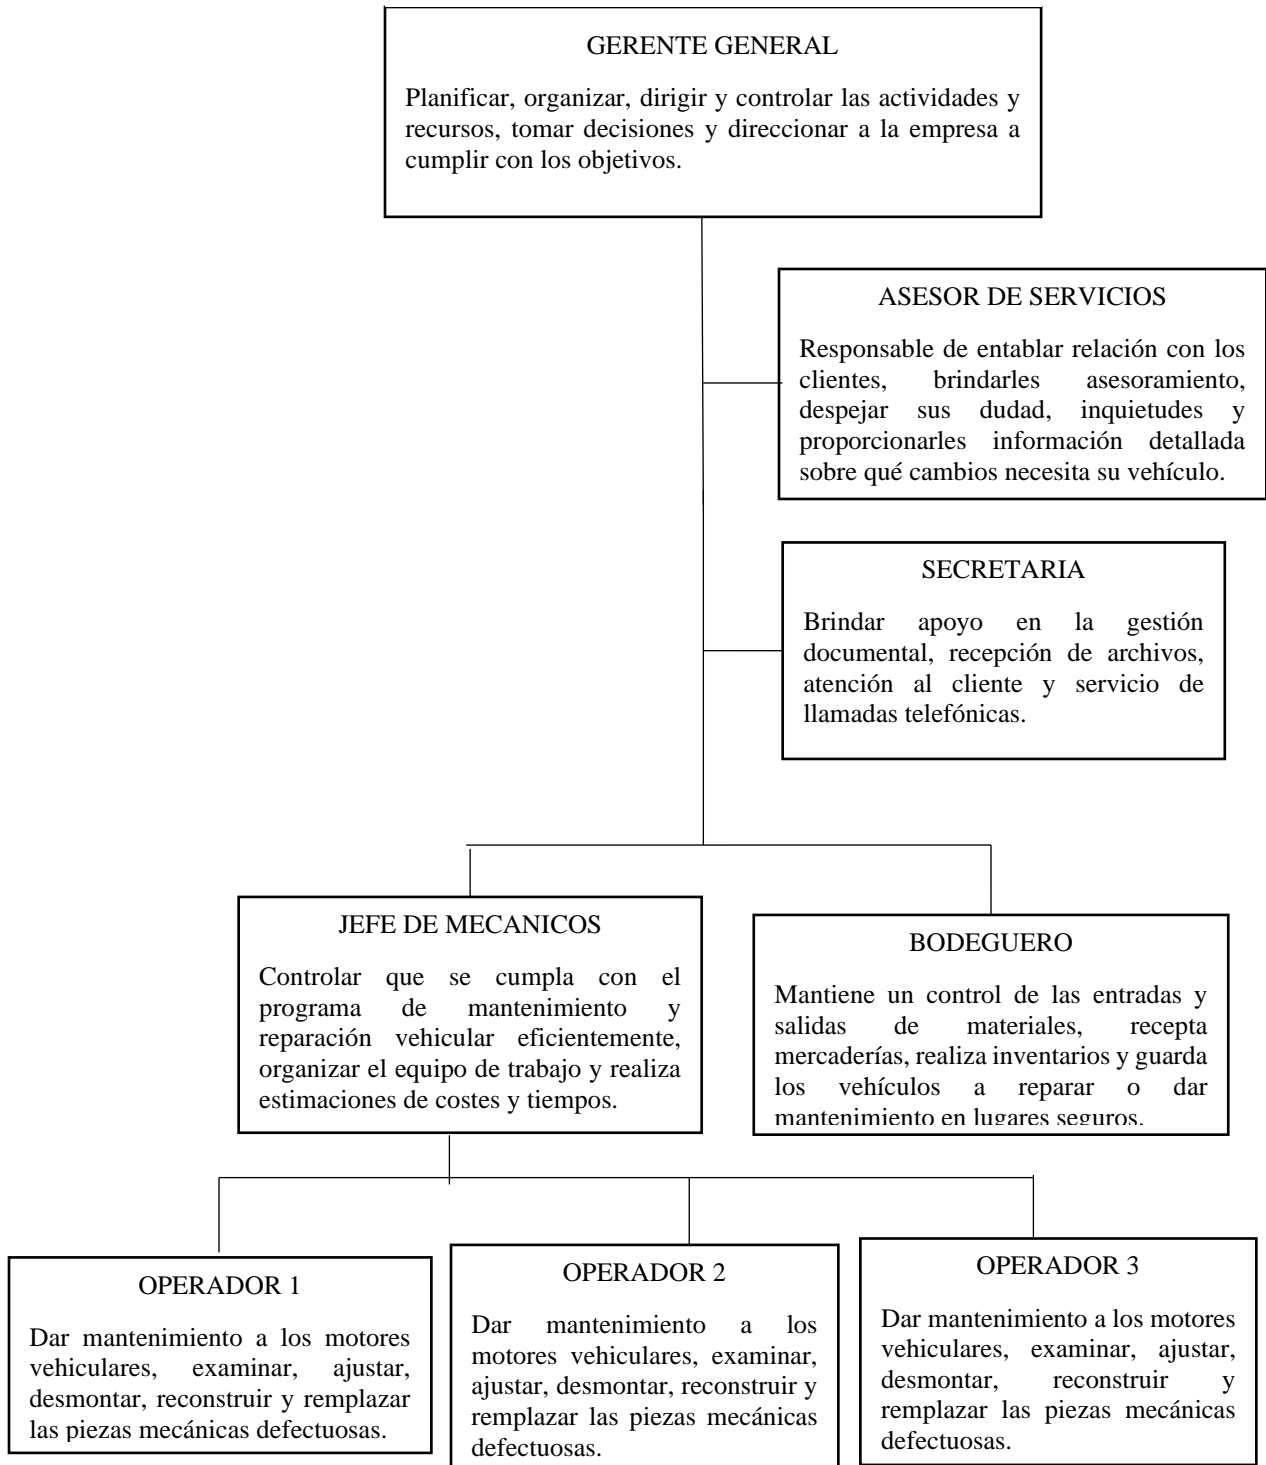 GERENTE GENERAL
Planificar, organizar, dirigir y controlar las actividades y
recursos, tomar decisiones y direccionar a la empresa a
cumplir con los objetivos.
ASESOR DE SERVICIOS
Responsable de entablar relación con los
clientes, brindarles asesoramiento,
despejar sus dudad, inquietudes y
proporcionarles información detallada
sobre qué cambios necesita su vehículo.
SECRETARIA
Brindar apoyo en la gestión
documental, recepción de archivos,
atención al cliente y servicio de
llamadas telefónicas.
JEFE DE MECANICOS
Controlar que se cumpla con el
programa de mantenimiento y
reparación vehicular eficientemente,
organizar el equipo de trabajo y realiza
estimaciones de costes y tiempos.
BODEGUERO
Mantiene un control de las entradas y
salidas de materiales, recepta
mercaderías, realiza inventarios y guarda
los vehículos a reparar o dar
mantenimiento en lugares seguros.
OPERADOR 1
Dar mantenimiento a los motores
vehiculares, examinar, ajustar,
desmontar, reconstruir y remplazar
las piezas mecánicas defectuosas.
OPERADOR 2
Dar mantenimiento a los
motores vehiculares, examinar,
ajustar, desmontar, reconstruir y
remplazar las piezas mecánicas
defectuosas.
OPERADOR 3
Dar mantenimiento a los motores
vehiculares, examinar, ajustar,
desmontar, reconstruir y
remplazar las piezas mecánicas
defectuosas.